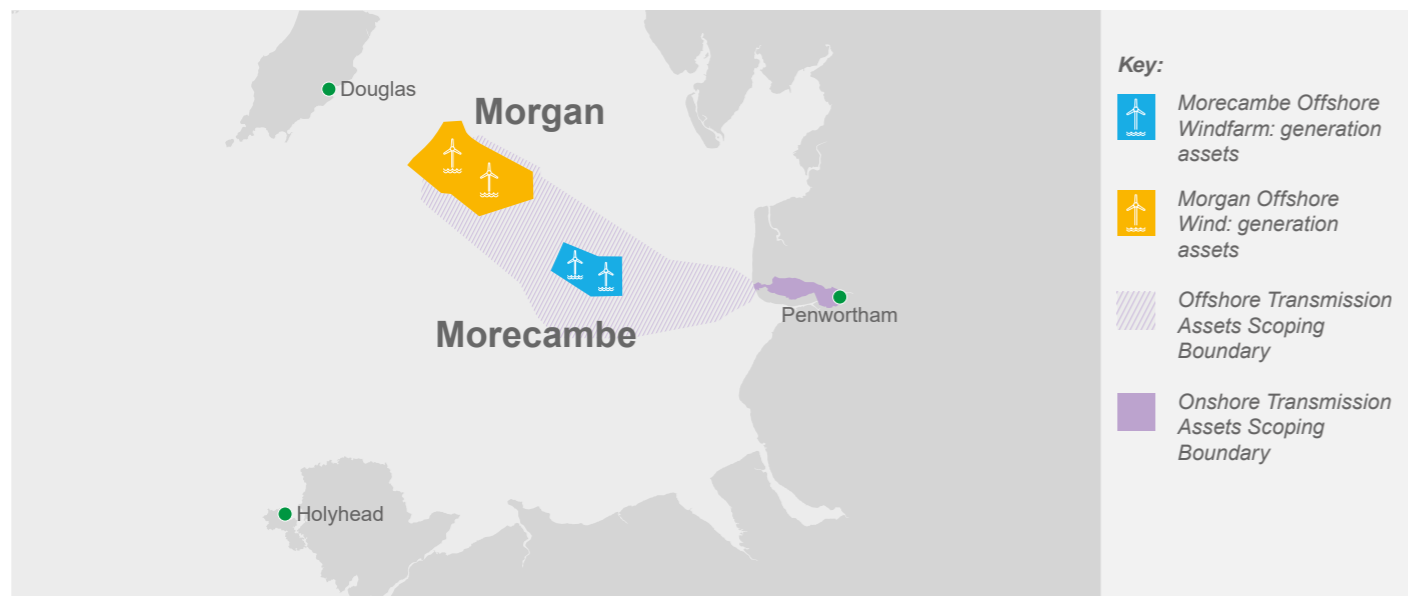 Douglas
Morgan
Morecambe
Penwortham
Holyhead
Key:
Morecambe Offshore
Windfarm: generation
assets
Morgan Offshore
Wind: generation
assets
Offshore Transmission
Assets Scoping
Boundary
Onshore Transmission
Assets Scoping
Boundary